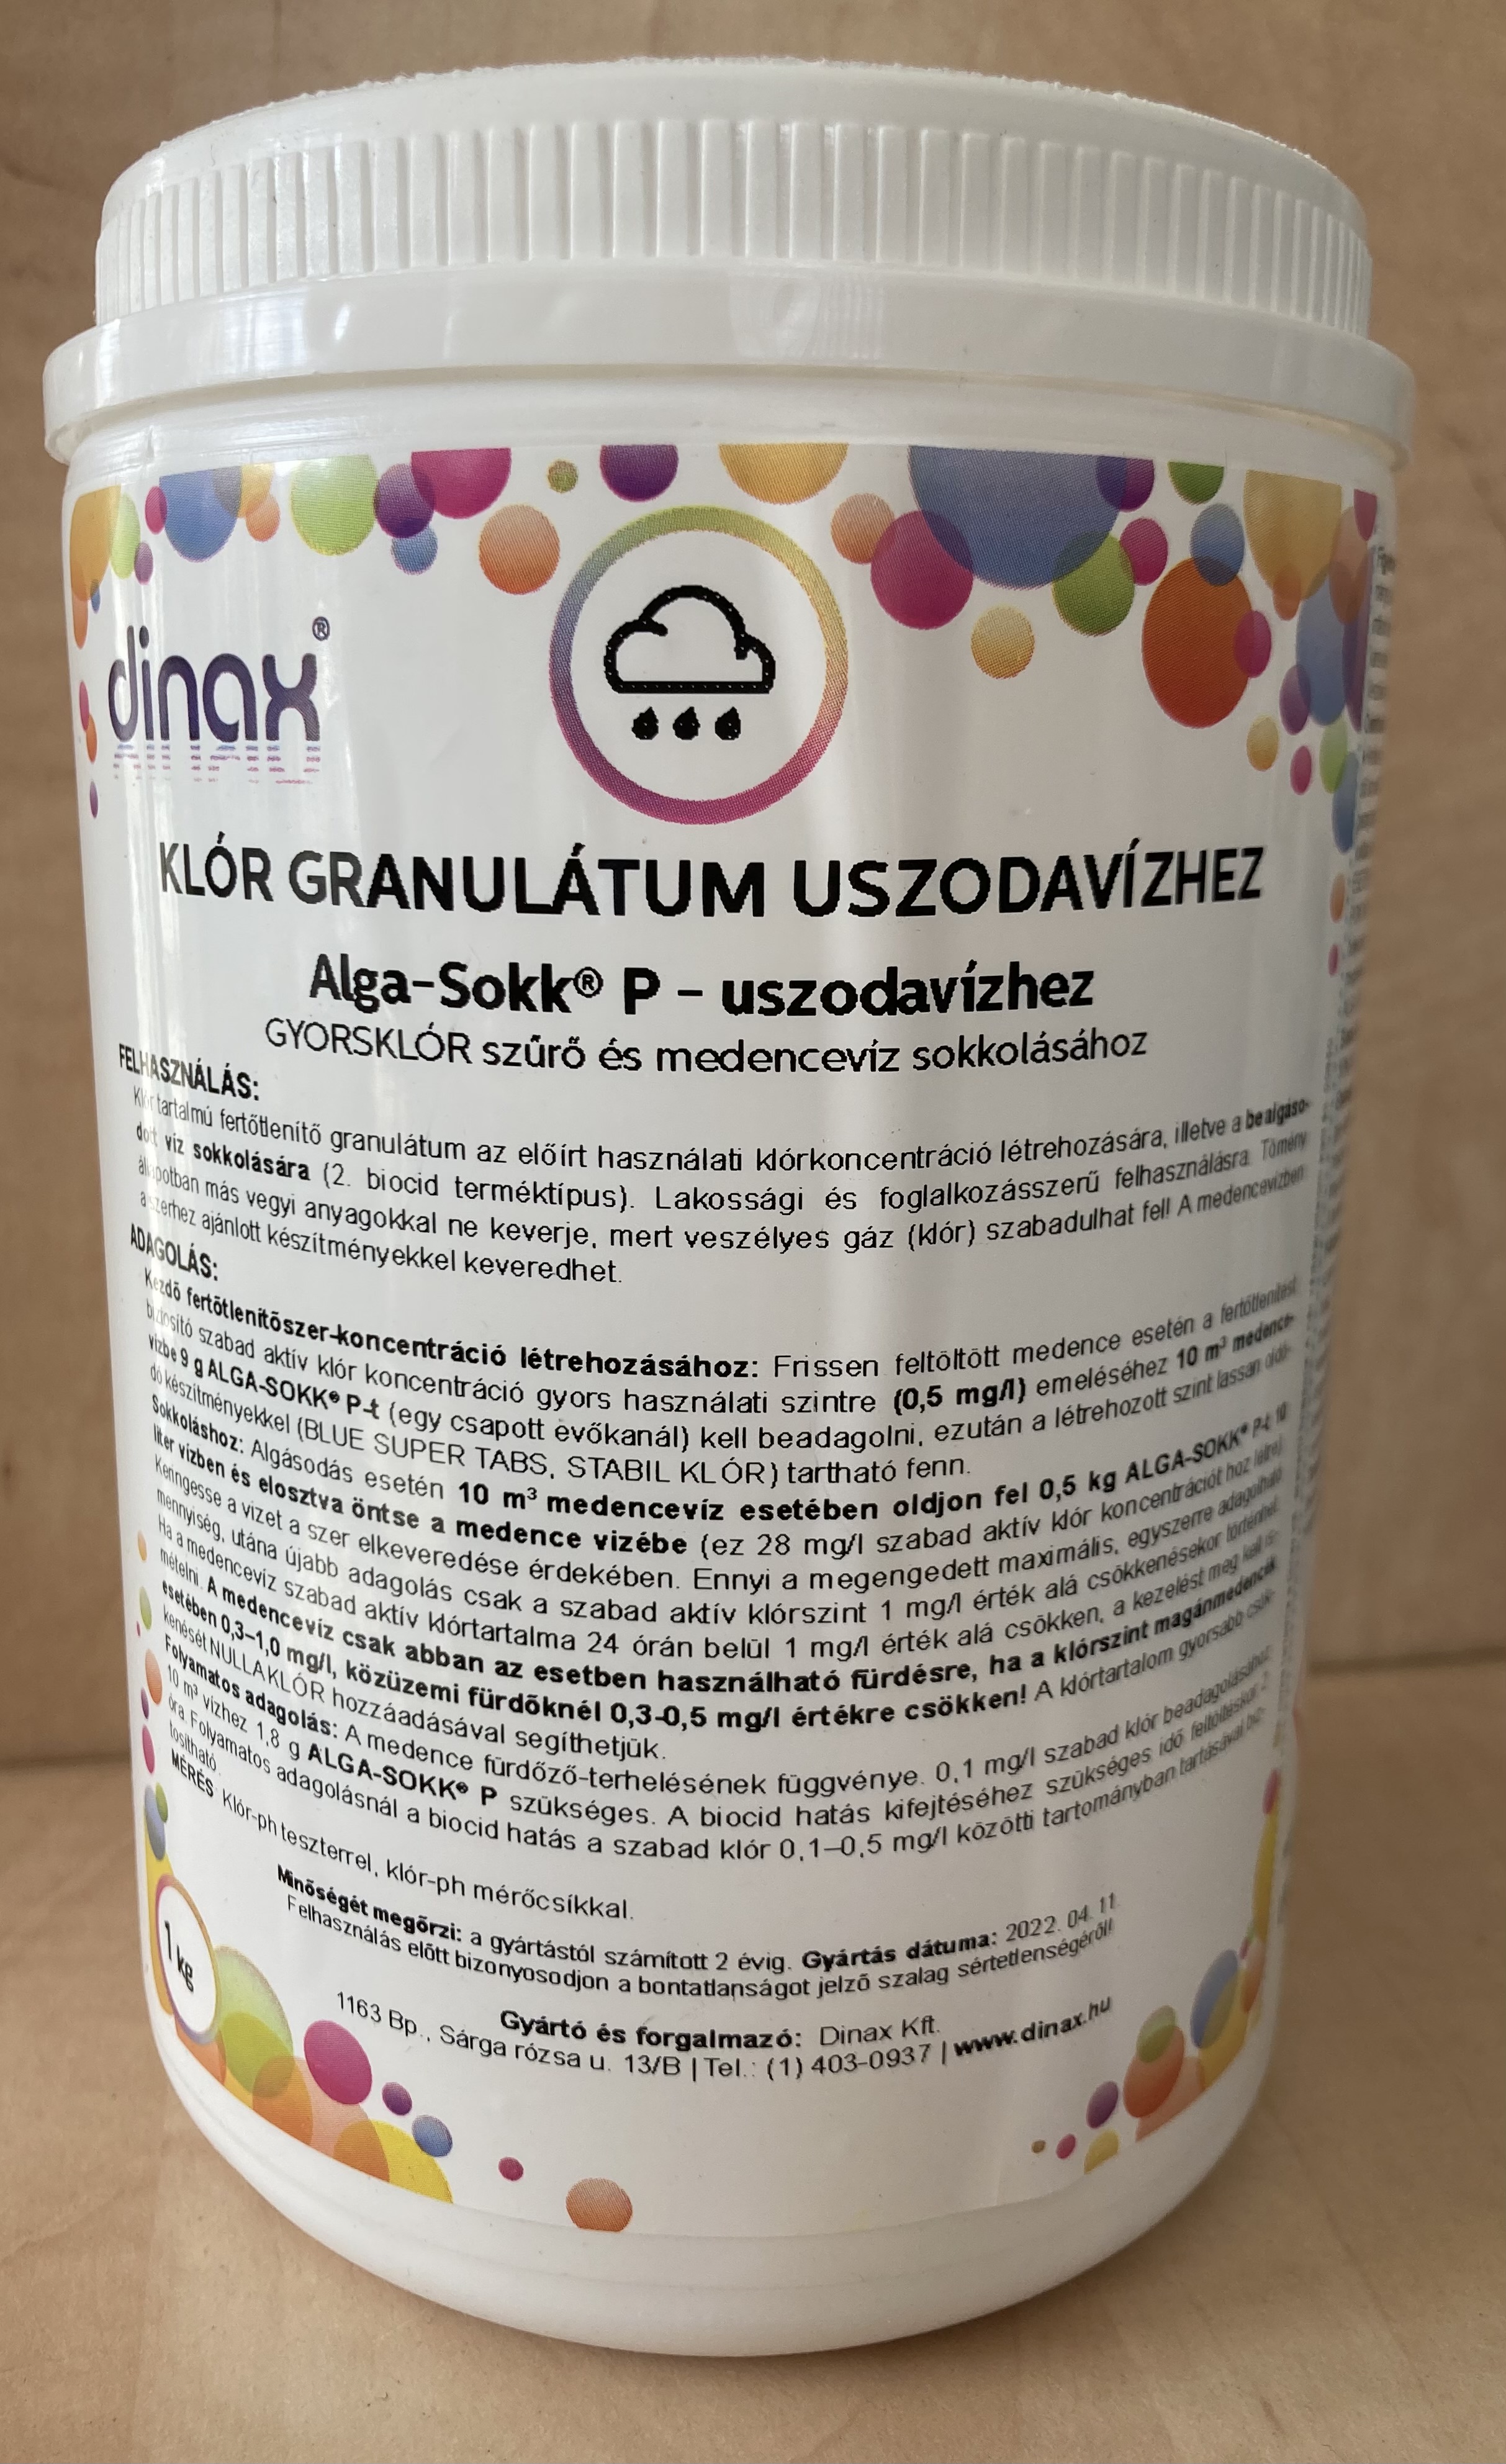 dinax®
KLÓR GRANULÁTUM USZODAVÍZHEZ
Alga-Sokk® P - uszodavízhez
GYORSKLÓR szűrő és medencevíz sokkolásához
FELHASZNÁLÁS:
Klór tartalmú fertőtlenítő granulátum az előírt használati klórkoncentráció létrehozására, illetve a bealgáso-
dott víz sokkolására (2. biocid terméktípus). Lakossági és foglalkozásszerű felhasználásra. Tömény
állapotban más vegyi anyagokkal ne keverje, mert veszélyes gáz (klór) szabadulhat fel! A medencevízben
a szerhez ajánlott készítményekkel keveredhet.
ADAGOLÁS:
Kezdő fertőtlenítőszer-koncentráció létrehozásához: Frissen feltöltött medence esetén a fertőtlenítést
biztosító szabad aktív klór koncentráció gyors használati szintre (0,5 mg/l) emeléséhez 10 m³ medence-
vízbe 9 g ALGA-SOKK® P-t (egy csapott evőkanál) kell beadagolni, ezután a létrehozott szint lassan oldó-
dó készítményekkel (BLUE SUPER TABS, STABIL KLÓR) tartható fenn.
Sokkoláshoz: Algásodás esetén 10 m³ medencevíz esetében oldjon fel 0,5 kg ALGA-SOKK® P-t 10
liter vízben és elosztva öntse a medence vizébe (ez 28 mg/l szabad aktív klór koncentrációt hoz létre)
Keringesse a vizet a szer elkeveredése érdekében. Ennyi a megengedett maximális, egyszerre adagolható
mennyiség, utána újabb adagolás csak a szabad aktív klórszint 1 mg/l érték alá csökkenésekor történhet.
Ha a medencevíz szabad aktív klórtartalma 24 órán belül 1 mg/l érték alá csökken, a kezelést meg kell is-
mételni. A medencevíz csak abban az esetben használható fürdésre, ha a klórszint magánmedencék
esetében 0,3–1,0 mg/l, közüzemi fürdőknél 0,3-0,5 mg/l értékre csökken! A klórtartalom gyorsabb csök-
kenését NULLAKLÓR hozzáadásával segíthetjük.
Folyamatos adagolás: A medence fürdőző-terhelésének függvénye. 0,1 mg/l szabad klór beadagolásához
10 m³ vízhez 1,8 g ALGA-SOKK® P szükséges. A biocid hatás kifejtéséhez szükséges idő feltöltéskor 2
óra. Folyamatos adagolásnál a biocid hatás a szabad klór 0,1–0,5 mg/l közötti tartományban tartásával biz-
tosítható.
MÉRÉS: Klór-ph teszterrel, klór-ph mérőcsíkkal.
Minőségét megőrzi: a gyártástól számított 2 évig. Gyártás dátuma: 2022. 04. 11.
Felhasználás előtt bizonyosodjon a bontatlanságot jelző szalag sértetlenségéről!
1 kg
Gyártó és forgalmazó: Dinax Kft.
1163 Bp., Sárga rózsa u. 13/B | Tel.: (1) 403-0937 | www.dinax.hu